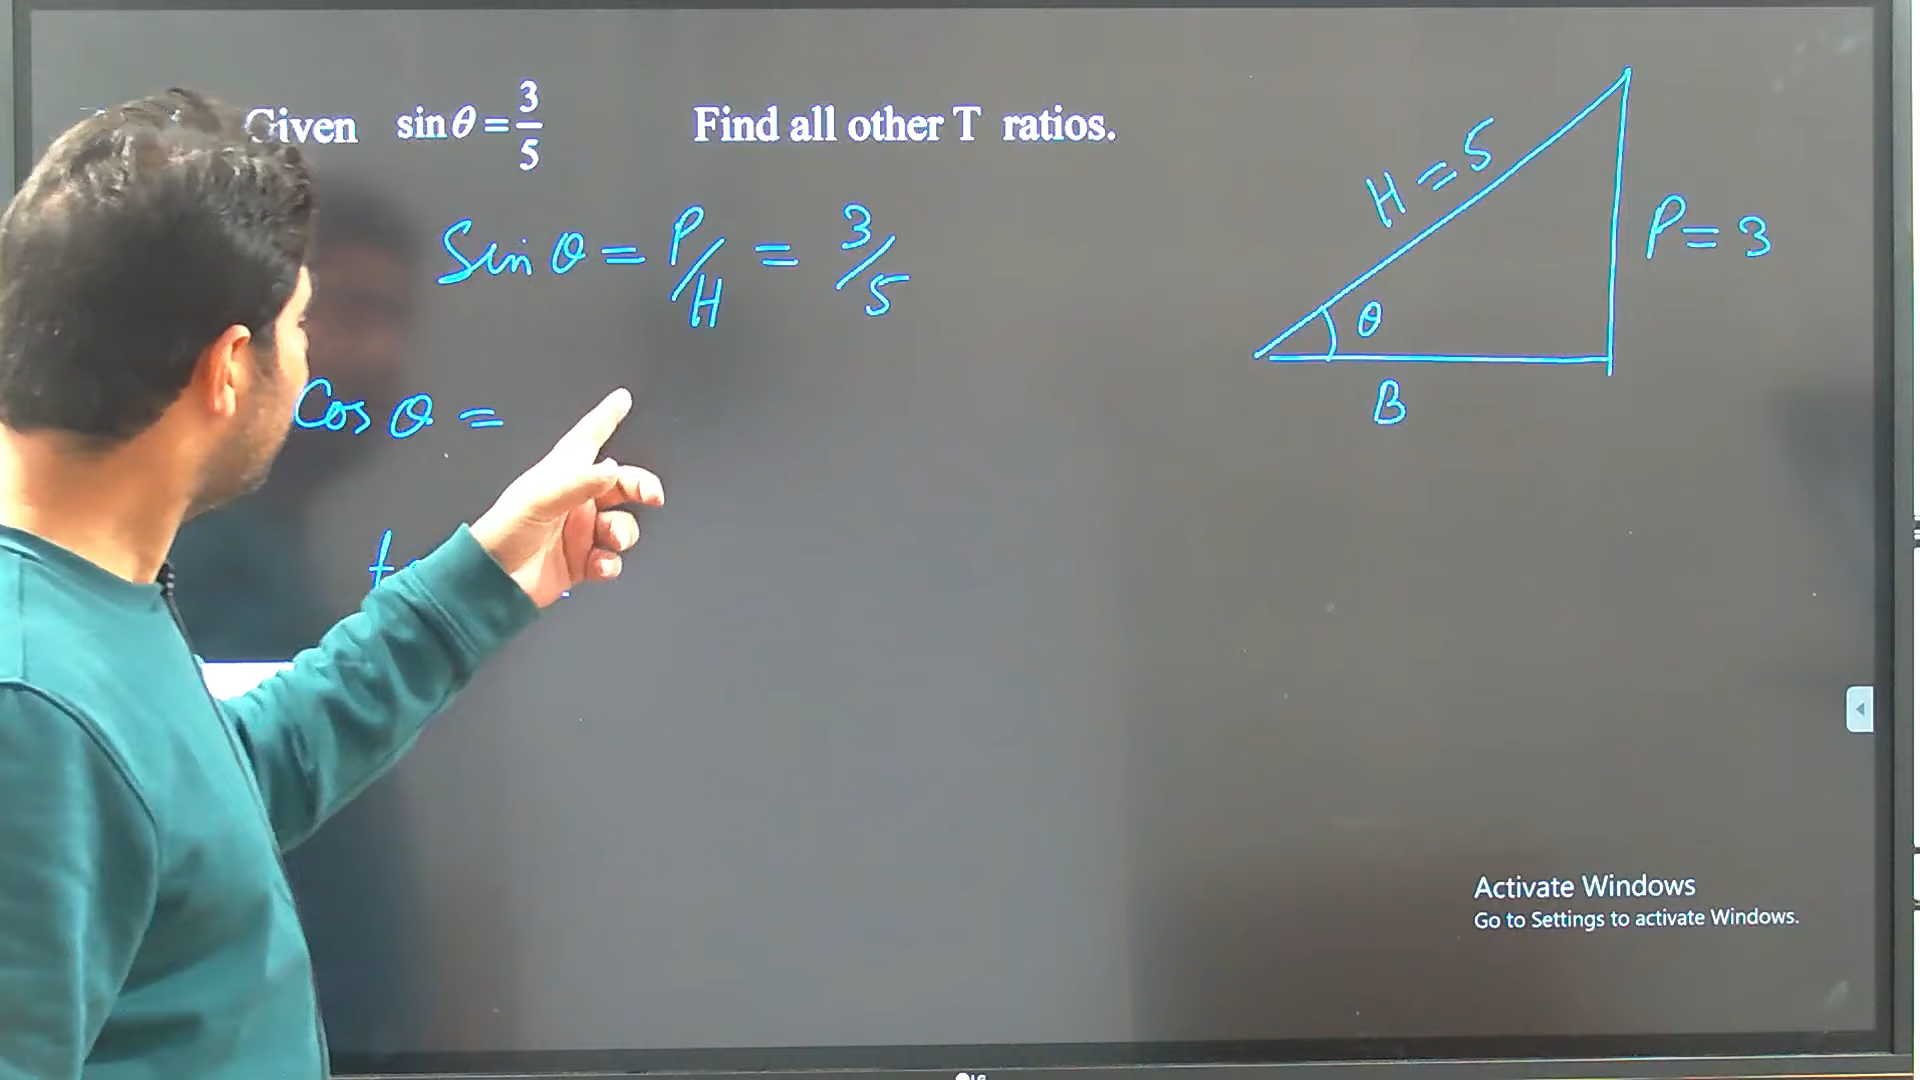 Given sinθ = 3/5 Find all other T ratios.
Sin θ = P/H = 3/5
H = 5
P = 3
θ
B
Cos θ =
Activate Windows
Go to Settings to activate Windows.
LG